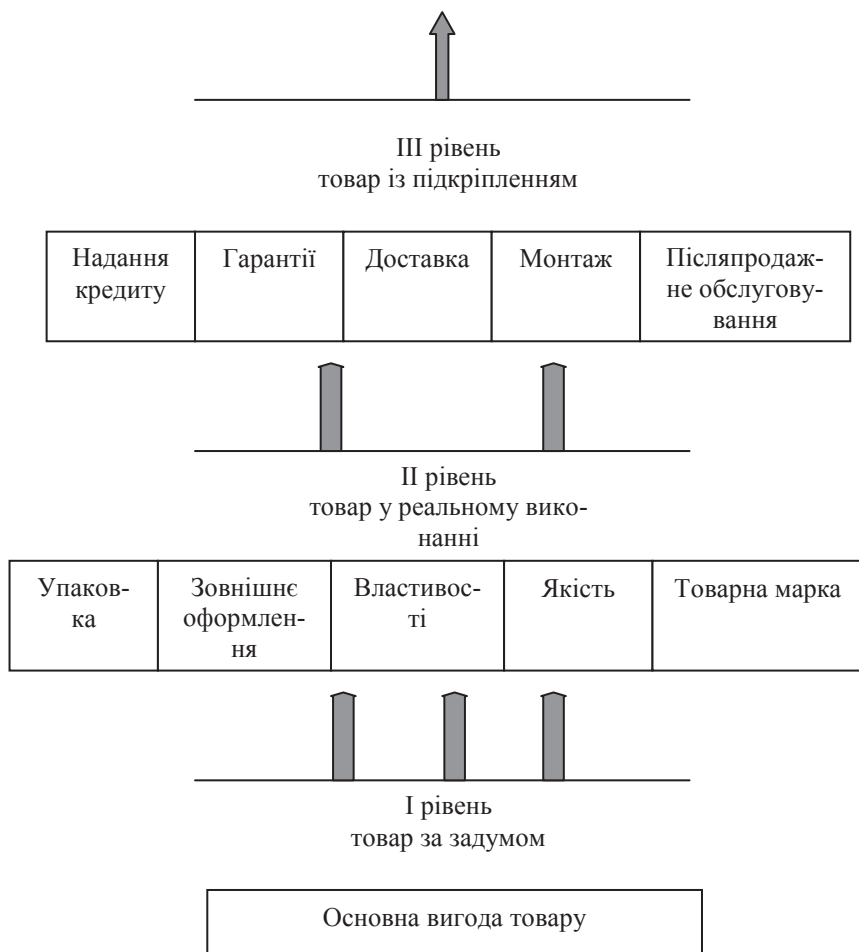 III рівень
товар із підкріпленням
Надання
кредиту
Гарантії
Доставка
Монтаж
Післяпродаж-
не обслугову-
вання
II рівень
товар у реальному вико-
нанні
Упаков-
ка
Зовнішнє
оформлен-
ня
Властивос-
ті
Якість
Товарна марка
I рівень
товар за задумом
Основна вигода товару